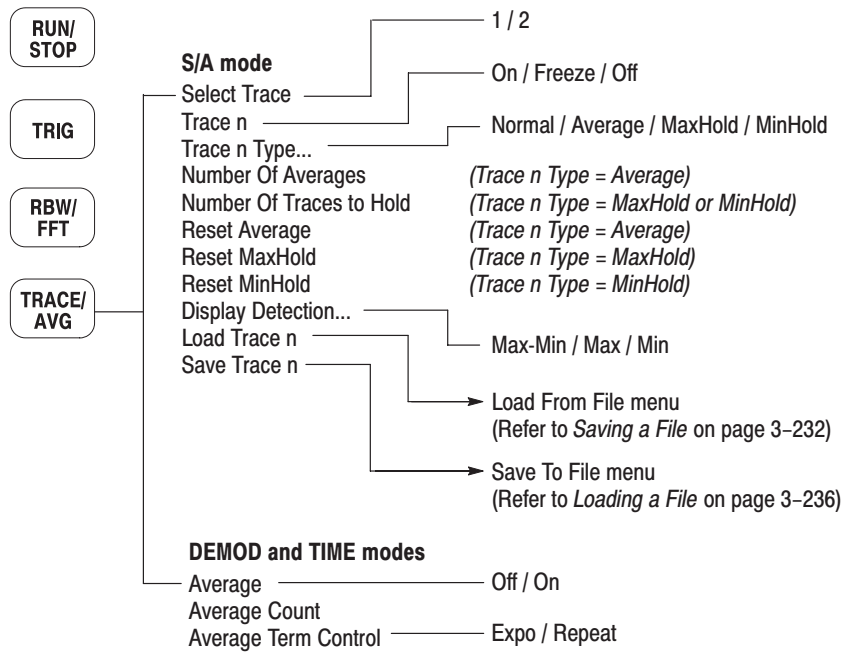 RUN/
STOP
TRIG
RBW/
FFT
TRACE/
AVG
S/A mode
Select Trace
1 / 2
Trace n
On / Freeze / Off
Trace n Type...
Normal / Average / MaxHold / MinHold
Number Of Averages (Trace n Type = Average)
Number Of Traces to Hold (Trace n Type = MaxHold or MinHold)
Reset Average (Trace n Type = Average)
Reset MaxHold (Trace n Type = MaxHold)
Reset MinHold (Trace n Type = MinHold)
Display Detection...
Max-Min / Max / Min
Load Trace n
Load From File menu
(Refer to Saving a File on page 3–232)
Save Trace n
Save To File menu
(Refer to Loading a File on page 3–236)
DEMOD and TIME modes
Average
Off / On
Average Count
Average Term Control
Expo / Repeat